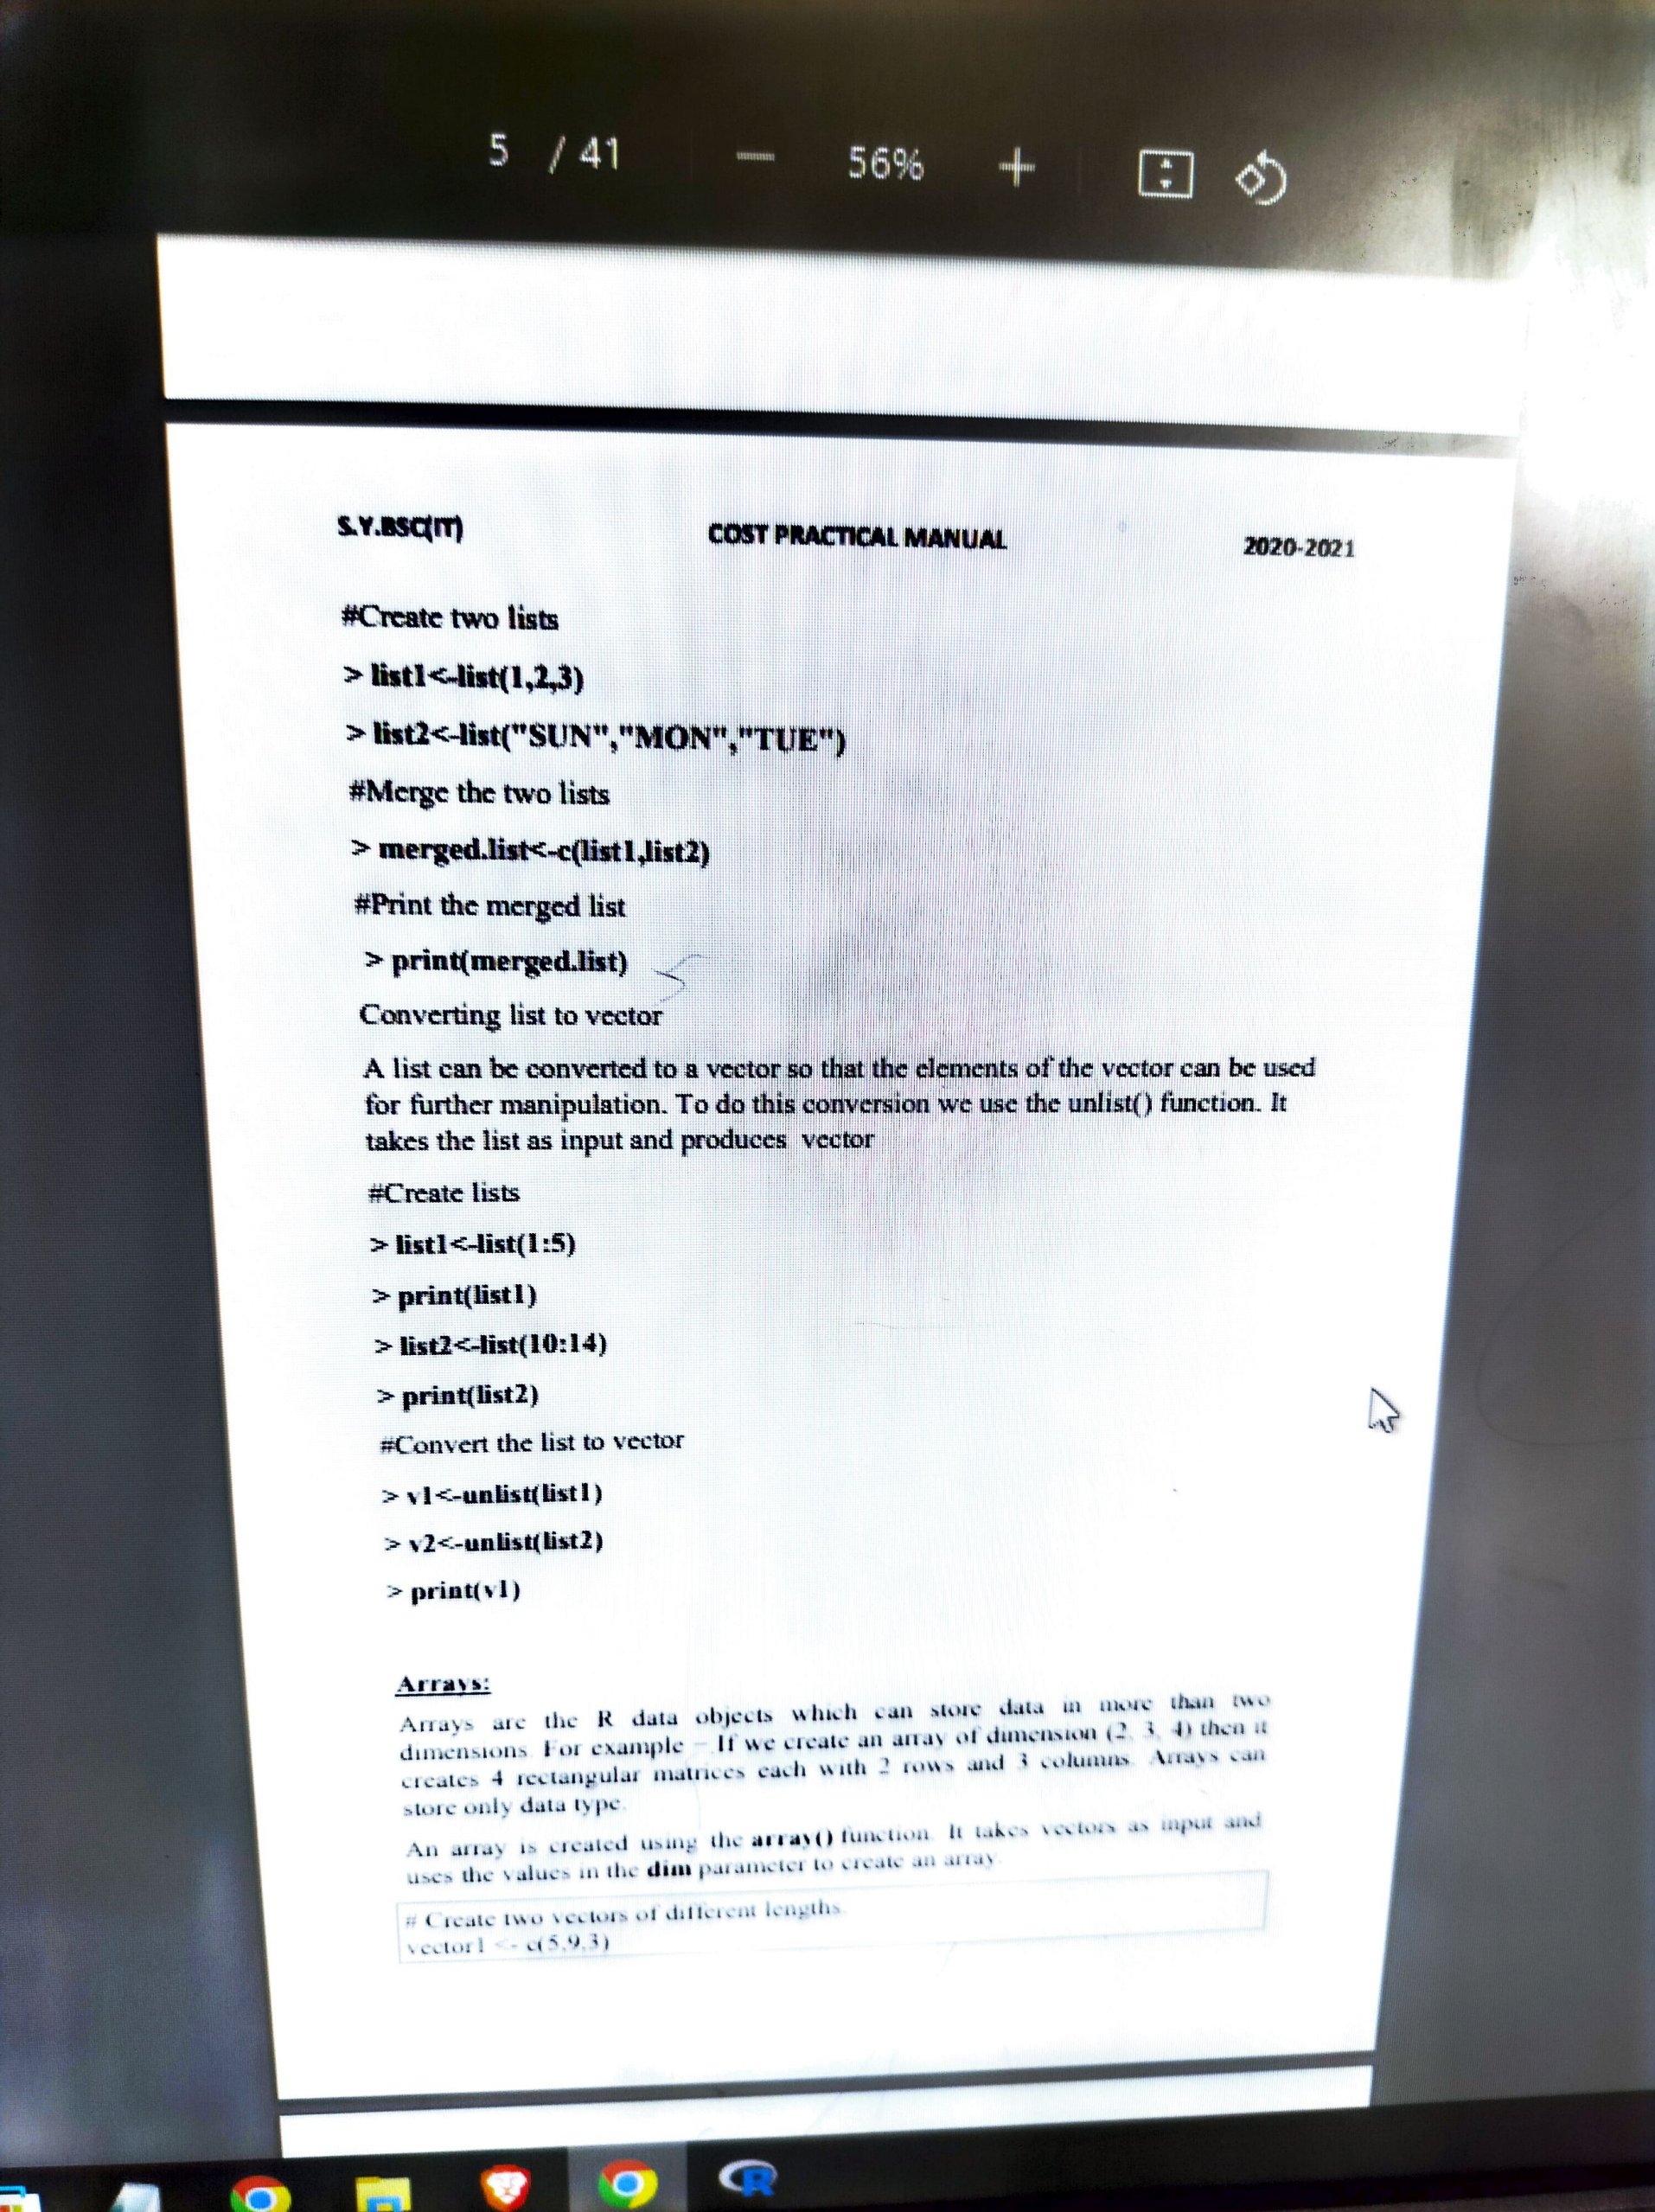 5 / 41 — 56% +
S.Y.BSC(IT) COST PRACTICAL MANUAL 2020-2021
#Create two lists
> list1<-list(1,2,3)
> list2<-list("SUN","MON","TUE")
#Merge the two lists
> merged.list<-c(list1,list2)
#Print the merged list
> print(merged.list)
Converting list to vector
A list can be converted to a vector so that the elements of the vector can be used
for further manipulation. To do this conversion we use the unlist() function. It
takes the list as input and produces vector
#Create lists
> list1<-list(1:5)
> print(list1)
> list2<-list(10:14)
> print(list2)
#Convert the list to vector
> v1<-unlist(list1)
> v2<-unlist(list2)
> print(v1)
Arrays:
Arrays are the R data objects which can store data in more than two
dimensions. For example – If we create an array of dimension (2, 3, 4) then it
creates 4 rectangular matrices each with 2 rows and 3 columns. Arrays can
store only data type.
An array is created using the array() function. It takes vectors as input and
uses the values in the dim parameter to create an array.
# Create two vectors of different lengths.
vector1 <- c(5,9,3)
R